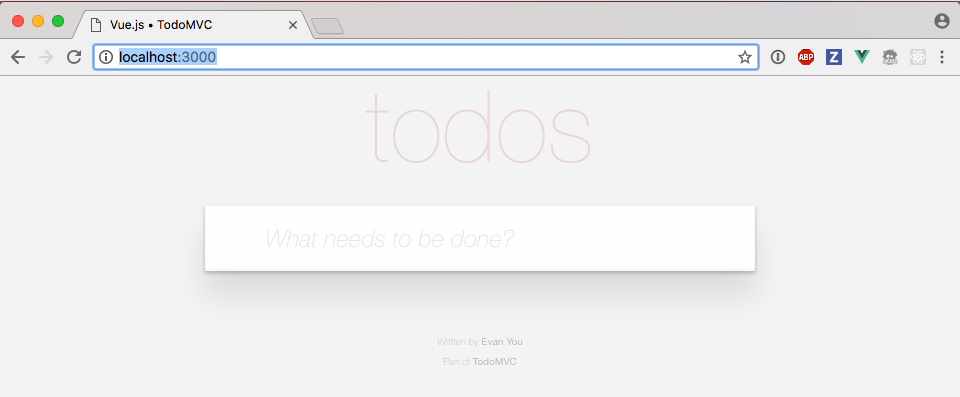 Vue.js • TodoMVC
localhost:3000
ABP
Z
todos
What needs to be done?
Written by Evan You
Part of TodoMVC